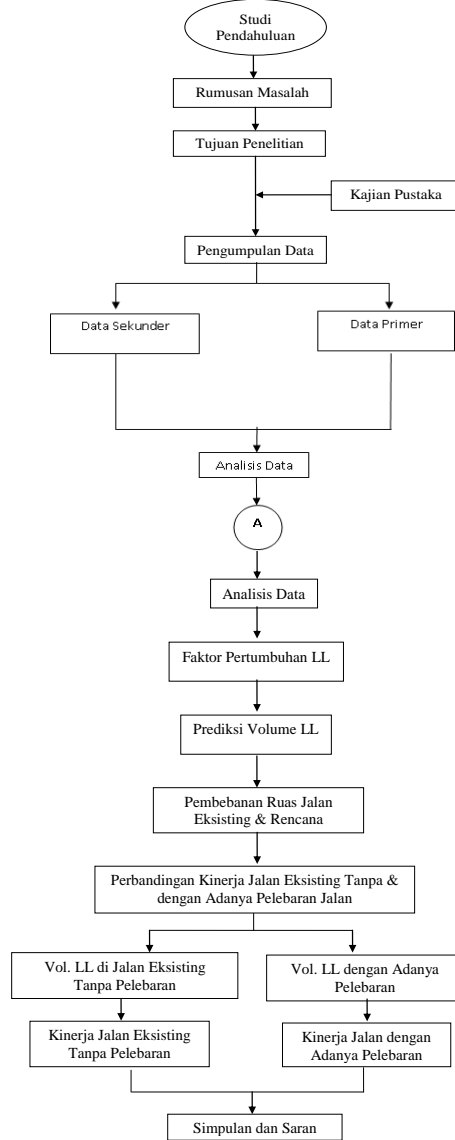 Studi
Pendahuluan
Rumusan Masalah
Tujuan Penelitian
Kajian Pustaka
Pengumpulan Data
Data Sekunder
Data Primer
Analisis Data
A
Analisis Data
Faktor Pertumbuhan LL
Prediksi Volume LL
Pembebanan Ruas Jalan
Eksisting & Rencana
Perbandingan Kinerja Jalan Eksisting Tanpa &
dengan Adanya Pelebaran Jalan
Vol. LL di Jalan Eksisting
Tanpa Pelebaran
Vol. LL dengan Adanya
Pelebaran
Kinerja Jalan Eksisting
Tanpa Pelebaran
Kinerja Jalan dengan
Adanya Pelebaran
Simpulan dan Saran